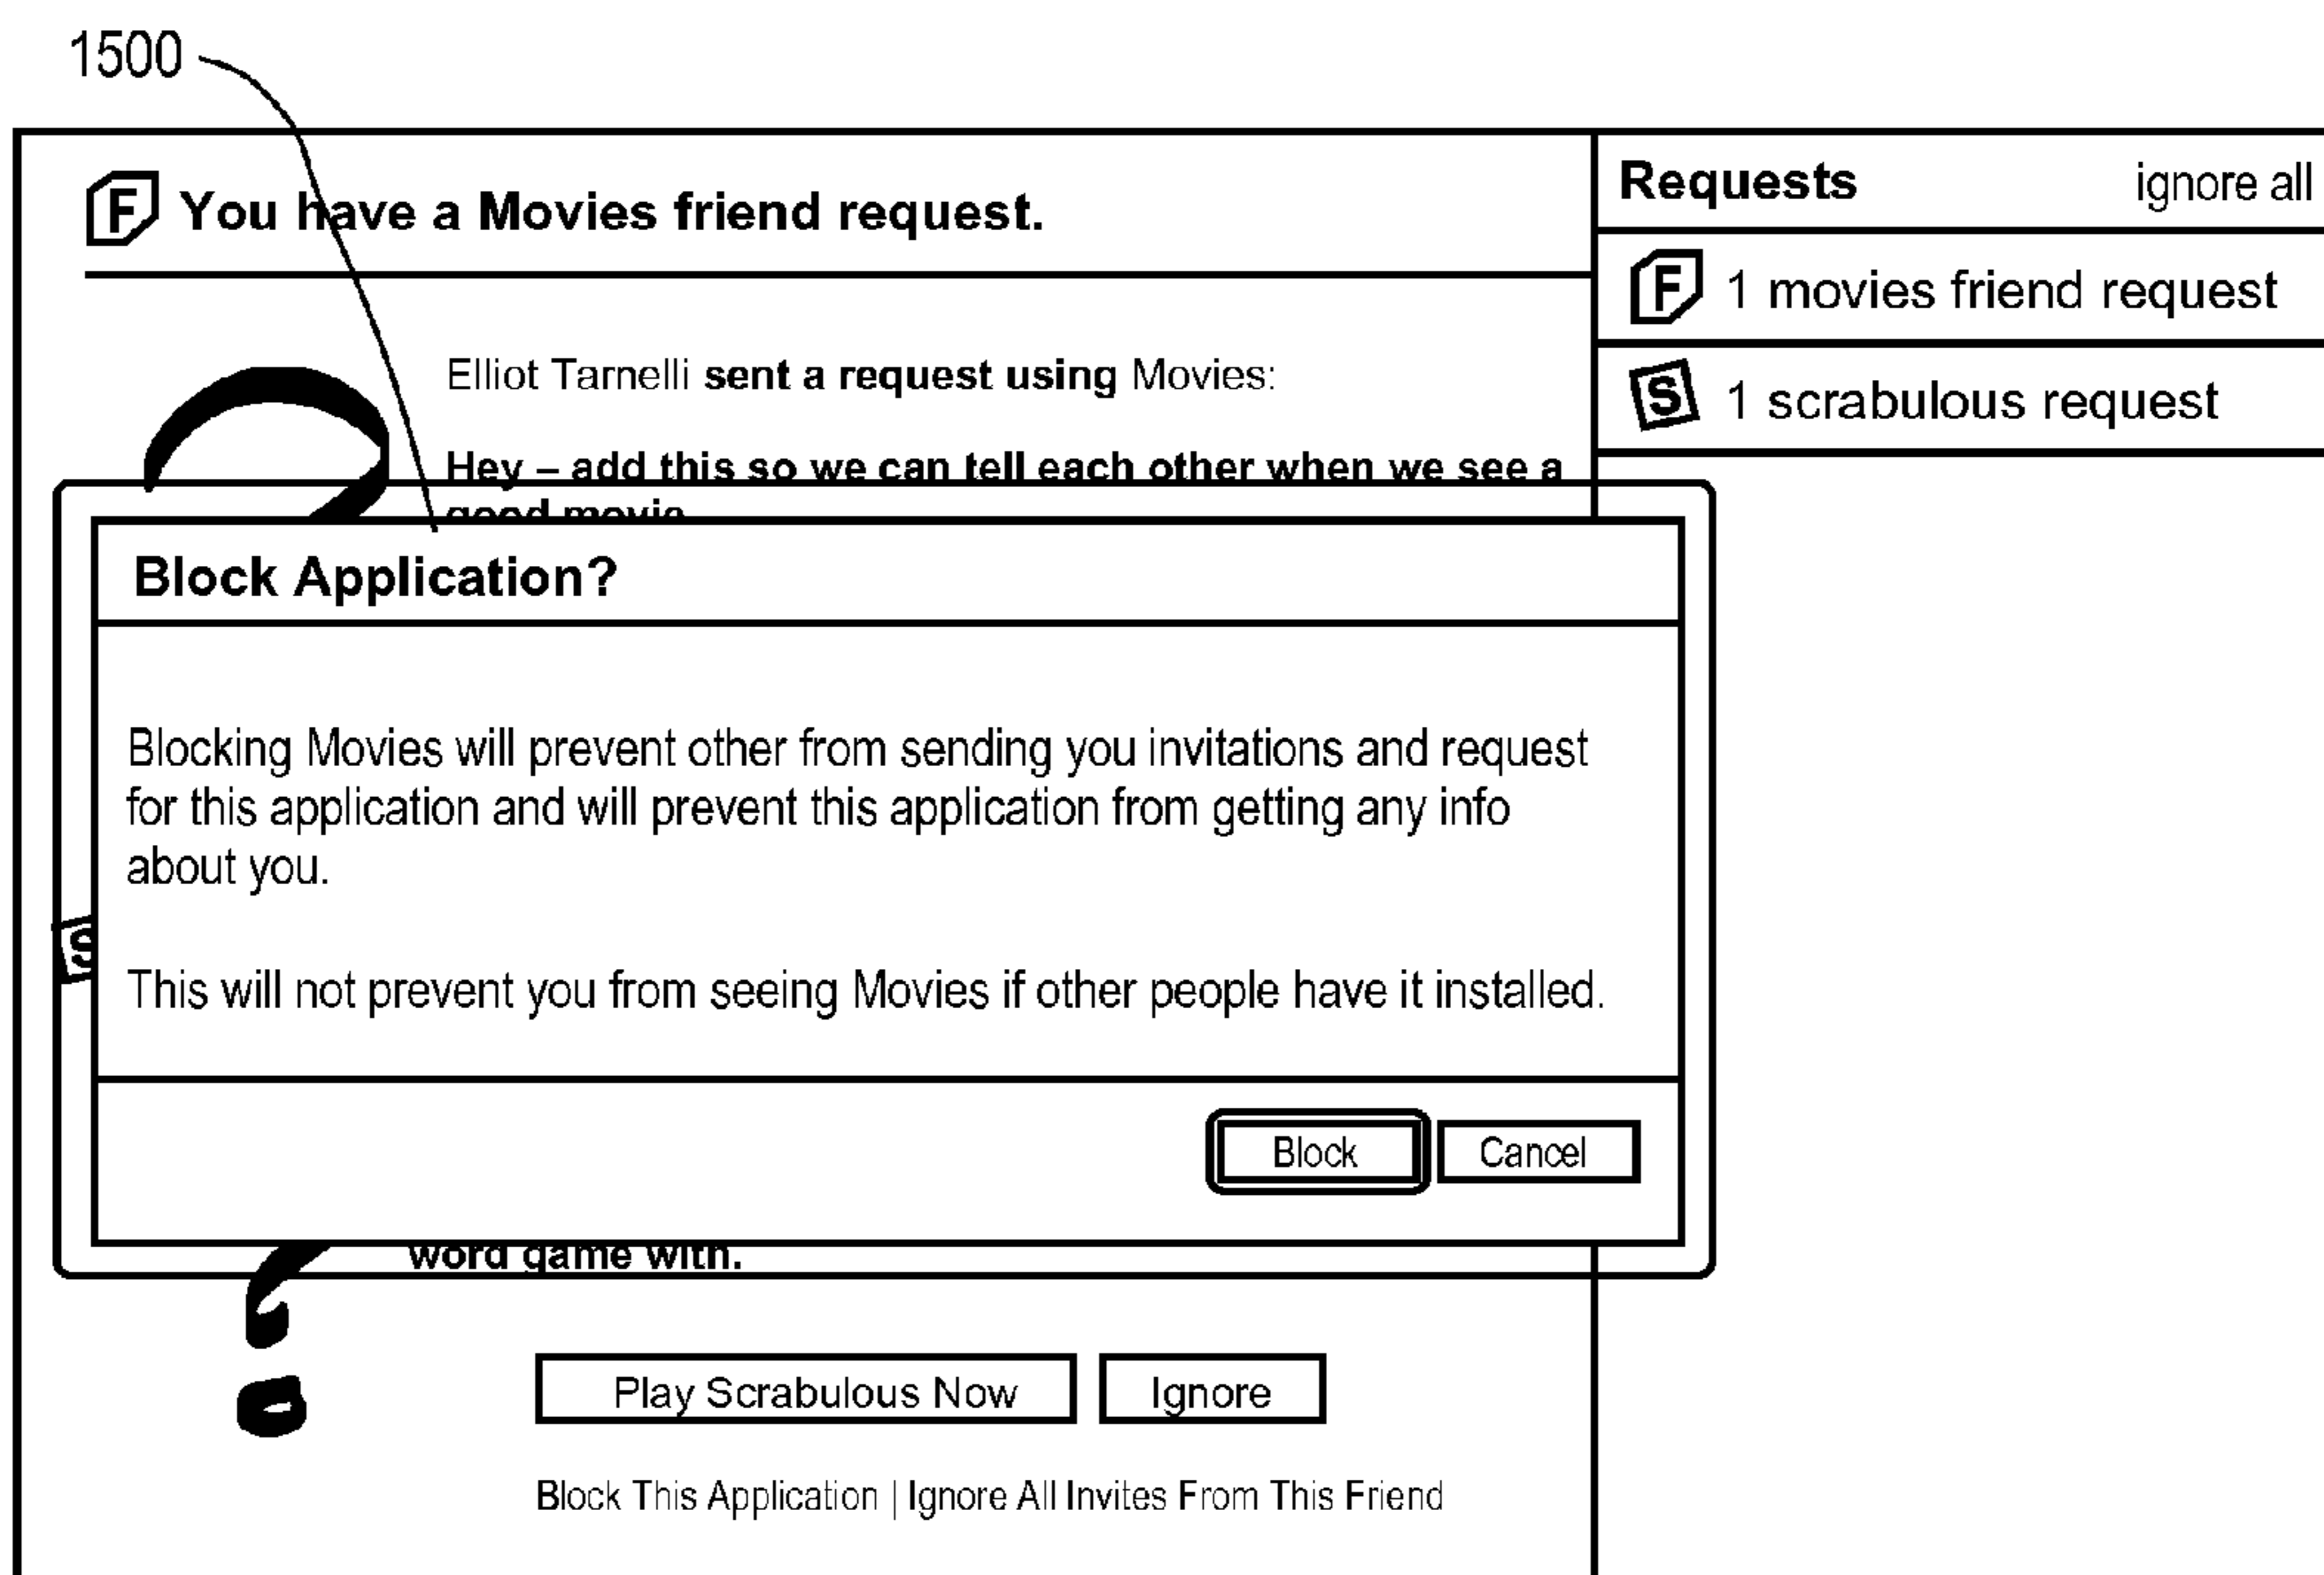 1500
F You have a Movies friend request.
Elliot Tarnelli sent a request using Movies:
Hey – add this so we can tell each other when we see a
good movie
Block Application?
Blocking Movies will prevent other from sending you invitations and request
for this application and will prevent this application from getting any info
about you.
S
This will not prevent you from seeing Movies if other people have it installed.
Block Cancel
word game with.
Play Scrabulous Now Ignore
Block This Application | Ignore All Invites From This Friend
Requests ignore all
F 1 movies friend request
S 1 scrabulous request